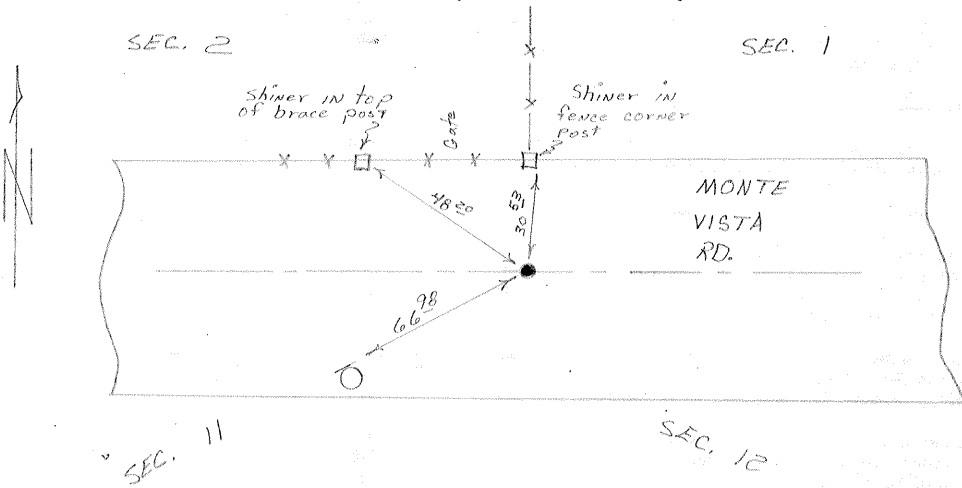 SEC. 2
SEC. 1
Shiner in top
of brace post
Gate
Shiner in
fence corner
post
48 20
30 53
MONTE
VISTA
RD.
66 98
N
SEC. 11
SEC. 12